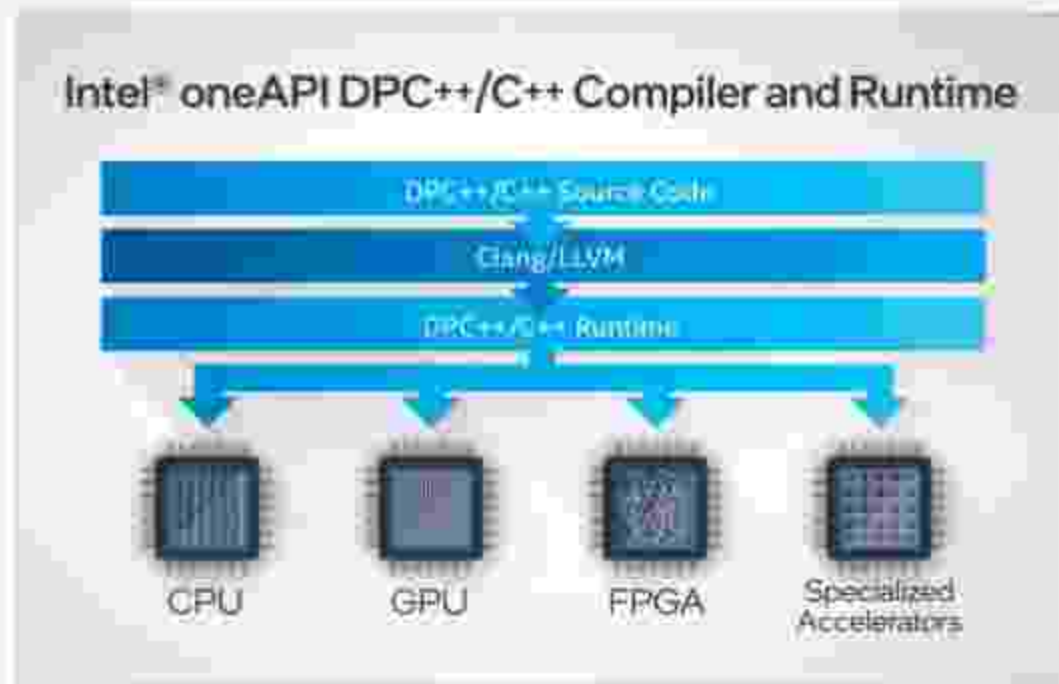 Intel® oneAPI DPC++/C++ Compiler and Runtime
DPC++/C++ Source Code
Clang/LLVM
DPC++/C++ Runtime
CPU
GPU
FPGA
Specialized
Accelerators